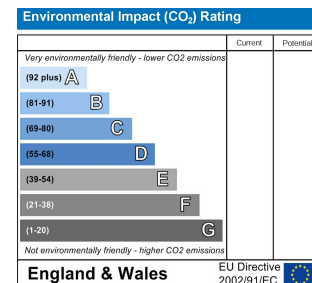 Environmental Impact (CO₂) Rating
Current Potential
Very environmentally friendly - lower CO2 emissions
(92 plus) A
(81-91) B
(69-80) C
(55-68) D
(39-54) E
(21-38) F
(1-20) G
Not environmentally friendly - higher CO2 emissions
England & Wales
EU Directive
2002/91/EC